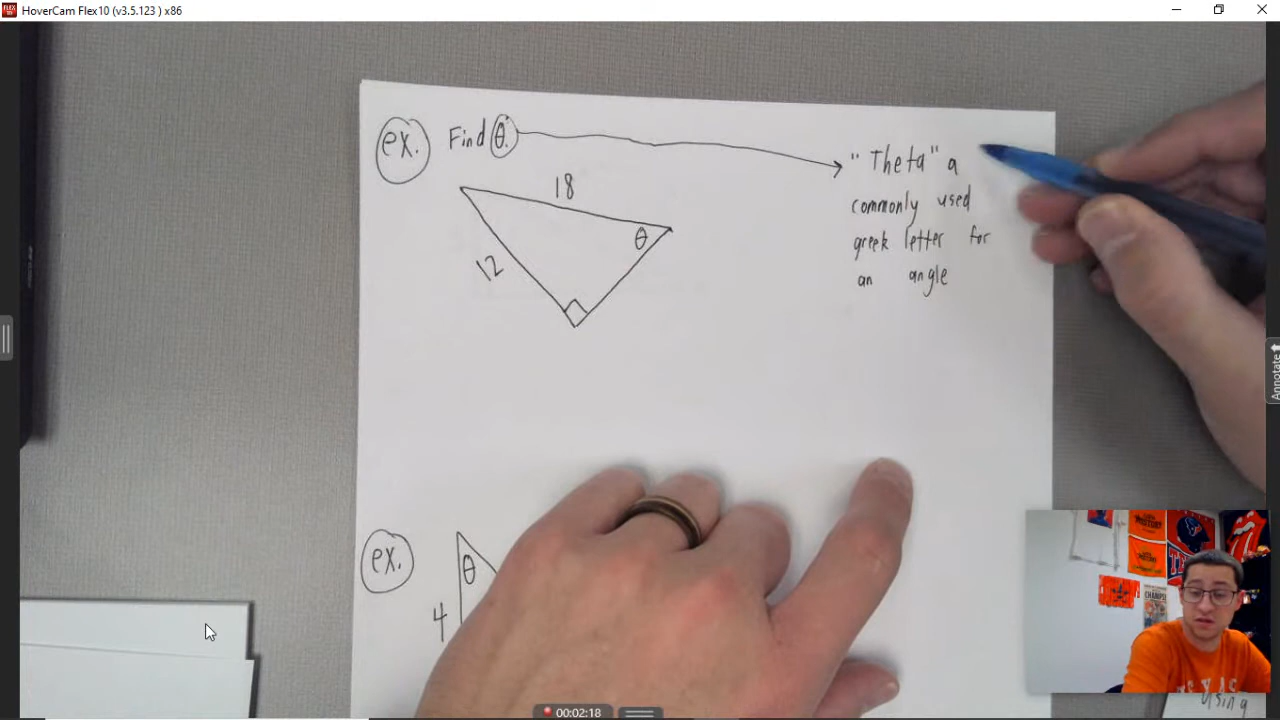 HoverCam Flex10 (v3.5.123 ) x86
ex. Find θ.
"Theta" a
commonly used
greek letter for
an angle
18
θ
12
ex.
θ
4
Annotate
00:02:18